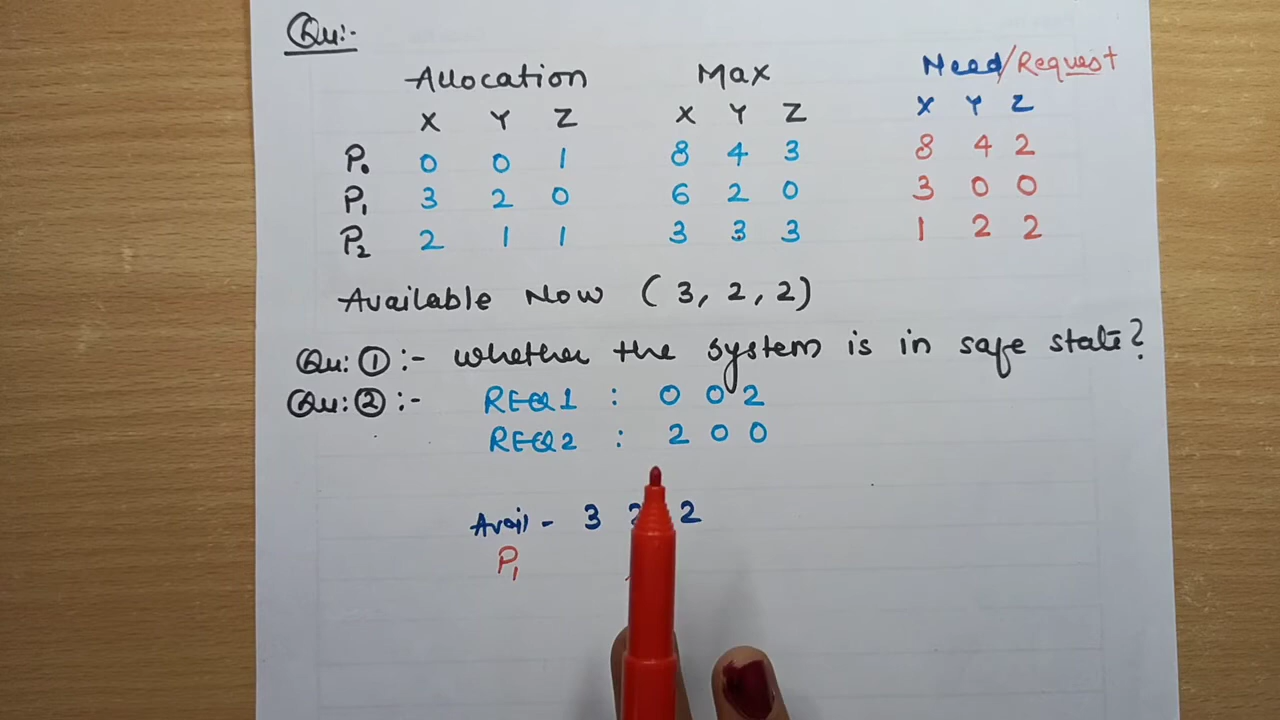 Qu:-
Allocation Max Need/Request
X Y Z X Y Z X Y Z
P₀ 0 0 1 8 4 3 8 4 2
P₁ 3 2 0 6 2 0 3 0 0
P₂ 2 1 1 3 3 3 1 2 2
Available Now (3, 2, 2)
Qu: ① :- whether the system is in safe state?
Qu: ② :- REQ1 : 0 0 2
REQ2 : 2 0 0
Avail - 3 2
P₁